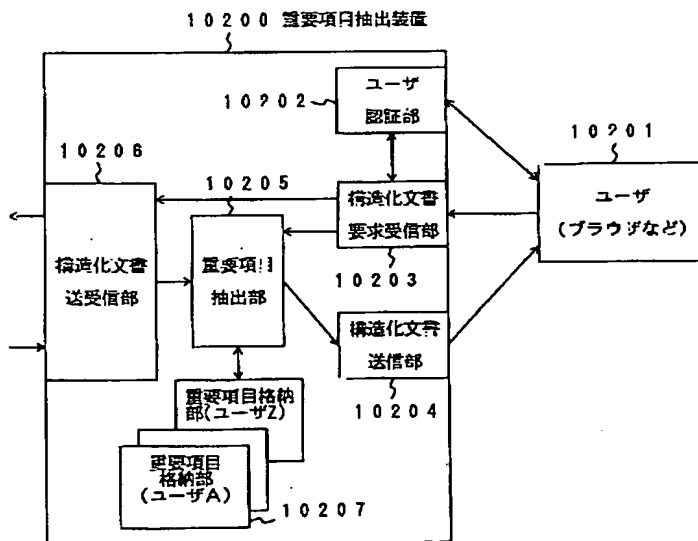 10200 重要項目抽出装置
ユーザ
認証部
10202
10201
ユーザ
(ブラウザなど)
10206
構造化文書
送受信部
10205
重要項目
抽出部
構造化文書
要求受信部
10203
構造化文書
送信部
10204
重要項目格納
部(ユーザZ)
重要項目
格納部
(ユーザA)
10207